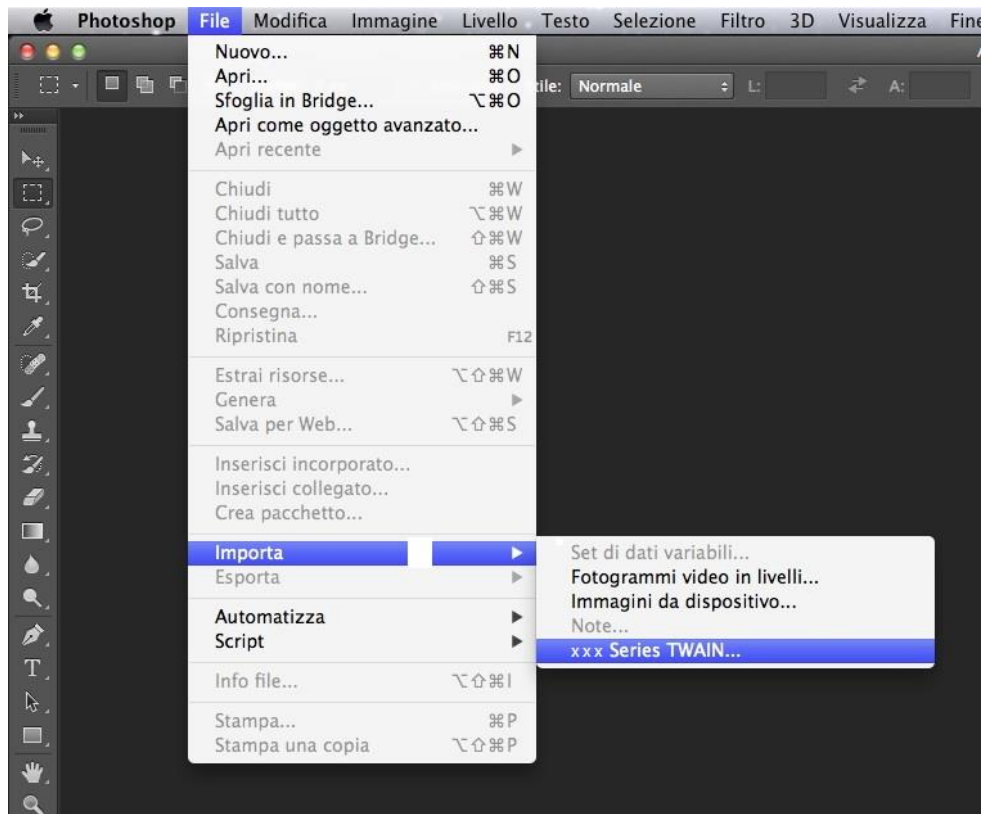 Photoshop File Modifica Immagine Livello Testo Selezione Filtro 3D Visualizza Fine
Nuovo... ⌘N
Apri... ⌘O
tile: Normale L: A:
Sfoglia in Bridge... ⌥⌘O
Apri come oggetto avanzato...
Apri recente
Chiudi ⌘W
Chiudi tutto ⌥⌘W
Chiudi e passa a Bridge... ⇧⌘W
Salva ⌘S
Salva con nome... ⇧⌘S
Consegna...
Ripristina F12
Estrai risorse... ⌥⇧⌘W
Genera
Salva per Web... ⌥⇧⌘S
Inserisci incorporato...
Inserisci collegato...
Crea pacchetto...
Importa
Esporta
Automatizza
Script
Info file... ⌥⇧⌘I
Stampa... ⌘P
Stampa una copia ⌥⇧⌘P
Set di dati variabili...
Fotogrammi video in livelli...
Immagini da dispositivo...
Note...
xxx Series TWAIN...